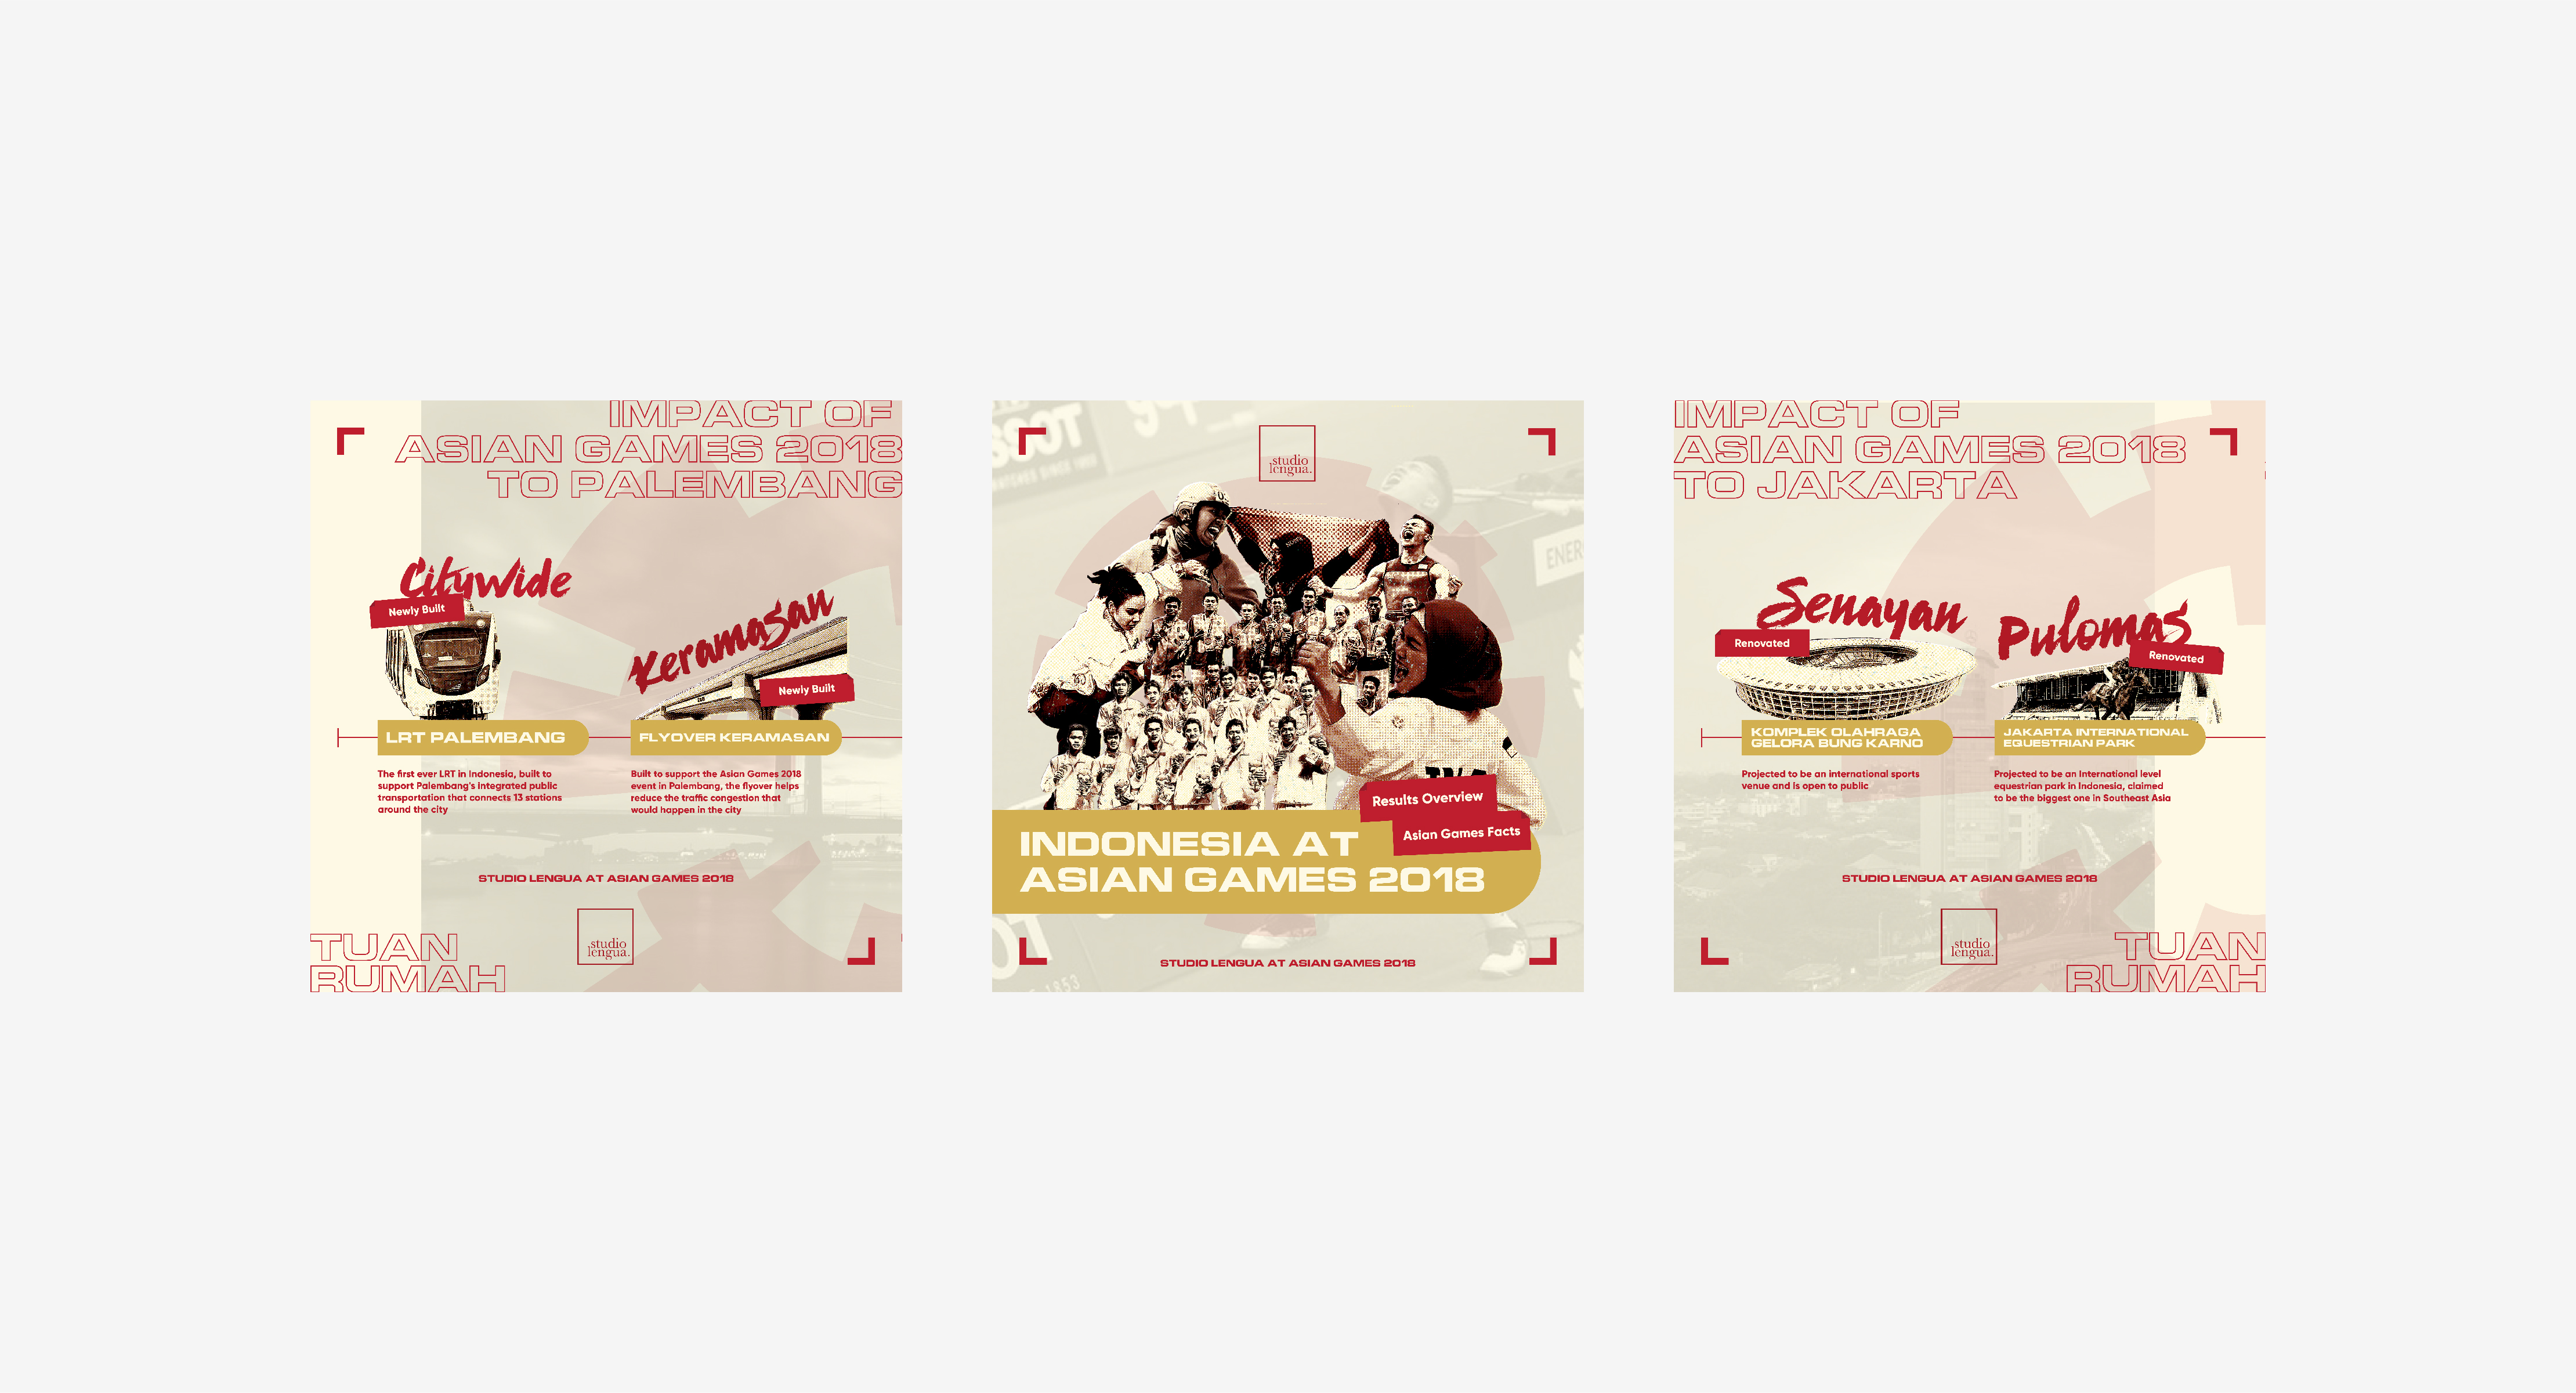 IMPACT OF
ASIAN GAMES 2018
TO PALEMBANG
Citywide
Newly Built
Keramasan
Newly Built
LRT PALEMBANG
FLYOVER KERAMASAN
The first ever LRT in Indonesia, built to
support Palembang's integrated public
transportation that connects 13 stations
around the city
Built to support the Asian Games 2018
event in Palembang, the flyover helps
reduce the traffic congestion that
would happen in the city
STUDIO LENGUA AT ASIAN GAMES 2018
studio
lengua.
TUAN
RUMAH
studio
lengua.
Results Overview
Asian Games Facts
INDONESIA AT
ASIAN GAMES 2018
STUDIO LENGUA AT ASIAN GAMES 2018
1853
IMPACT OF
ASIAN GAMES 2018
TO JAKARTA
Senayan
Renovated
Pulomas
Renovated
KOMPLEK OLAHRAGA
GELORA BUNG KARNO
JAKARTA INTERNATIONAL
EQUESTRIAN PARK
Projected to be an international sports
venue and is open to public
Projected to be an International level
equestrian park in Indonesia, claimed
to be the biggest one in Southeast Asia
STUDIO LENGUA AT ASIAN GAMES 2018
studio
lengua.
TUAN
RUMAH